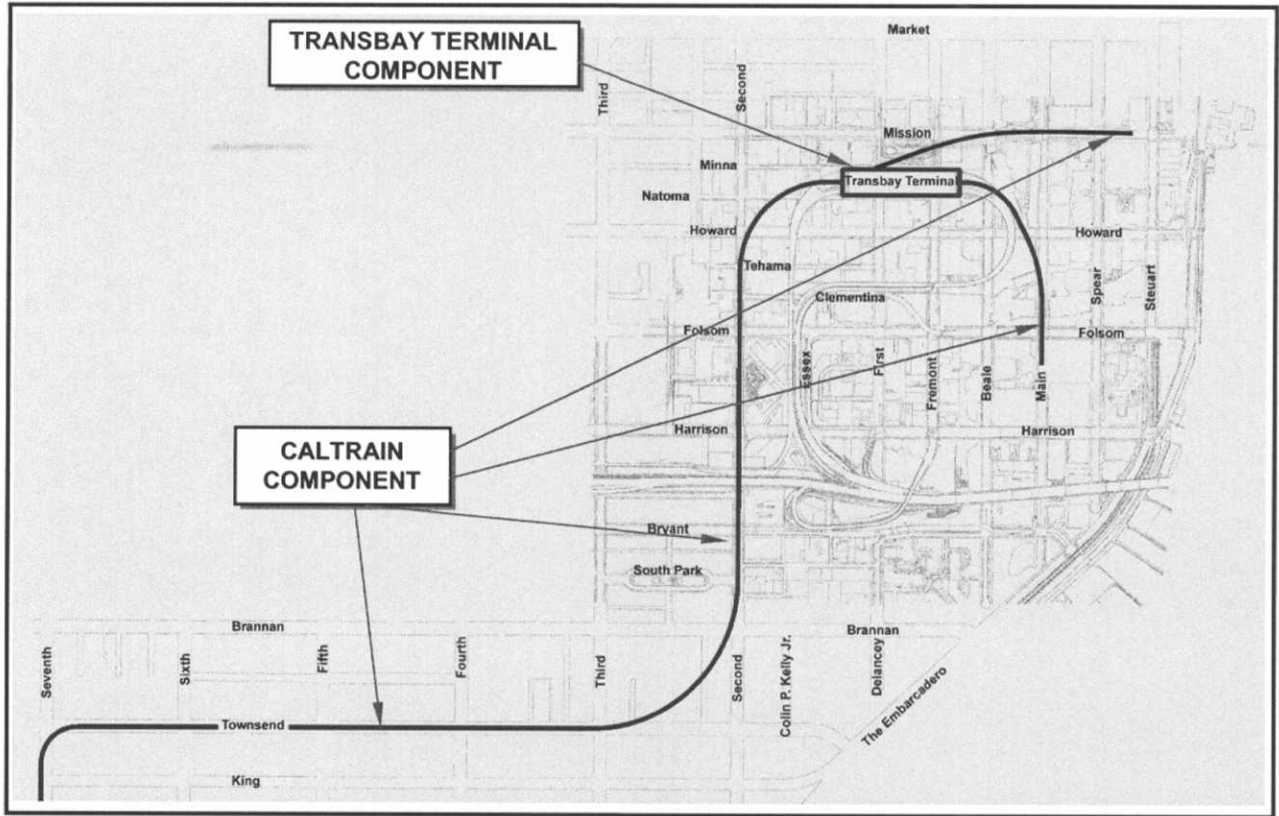 TRANSBAY TERMINAL
COMPONENT
Market
Third
Second
Mission
Minna
Transbay Terminal
Natoma
Howard
Howard
Tehama
Spear
Steuart
Clementina
Folsom
Folsom
Essex
First
Fremont
Beale
Main
Harrison
Harrison
CALTRAIN
COMPONENT
Bryant
South Park
Brannan
Brannan
Seventh
Sixth
Fifth
Fourth
Third
Second
Colin P. Kelly Jr.
Delancey
The Embarcadero
Townsend
King